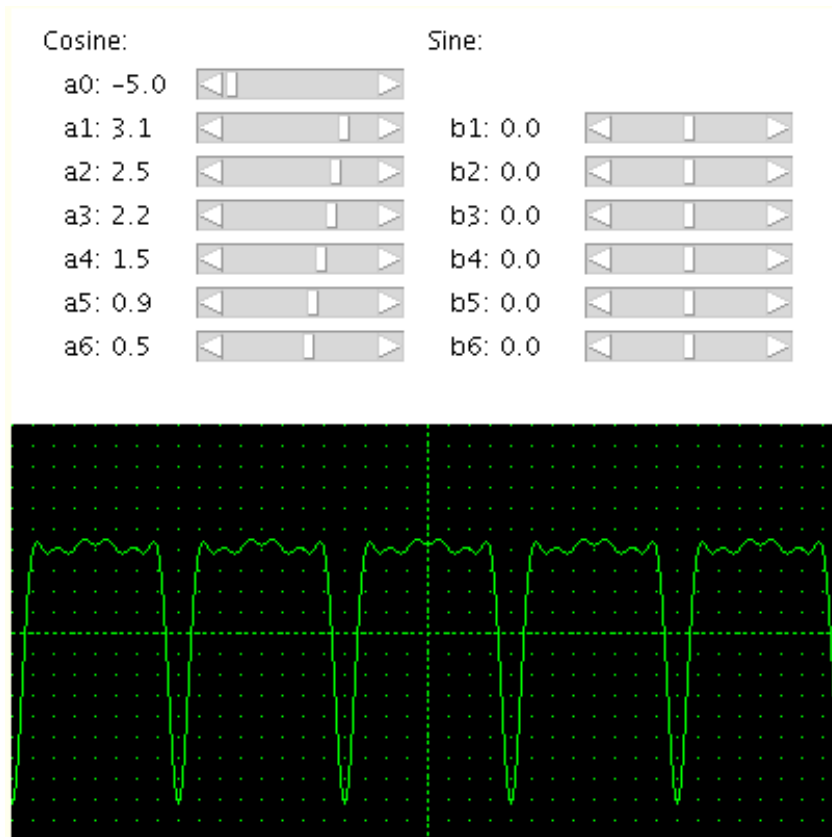 Cosine: Sine:
a0: -5.0
a1: 3.1 b1: 0.0
a2: 2.5 b2: 0.0
a3: 2.2 b3: 0.0
a4: 1.5 b4: 0.0
a5: 0.9 b5: 0.0
a6: 0.5 b6: 0.0